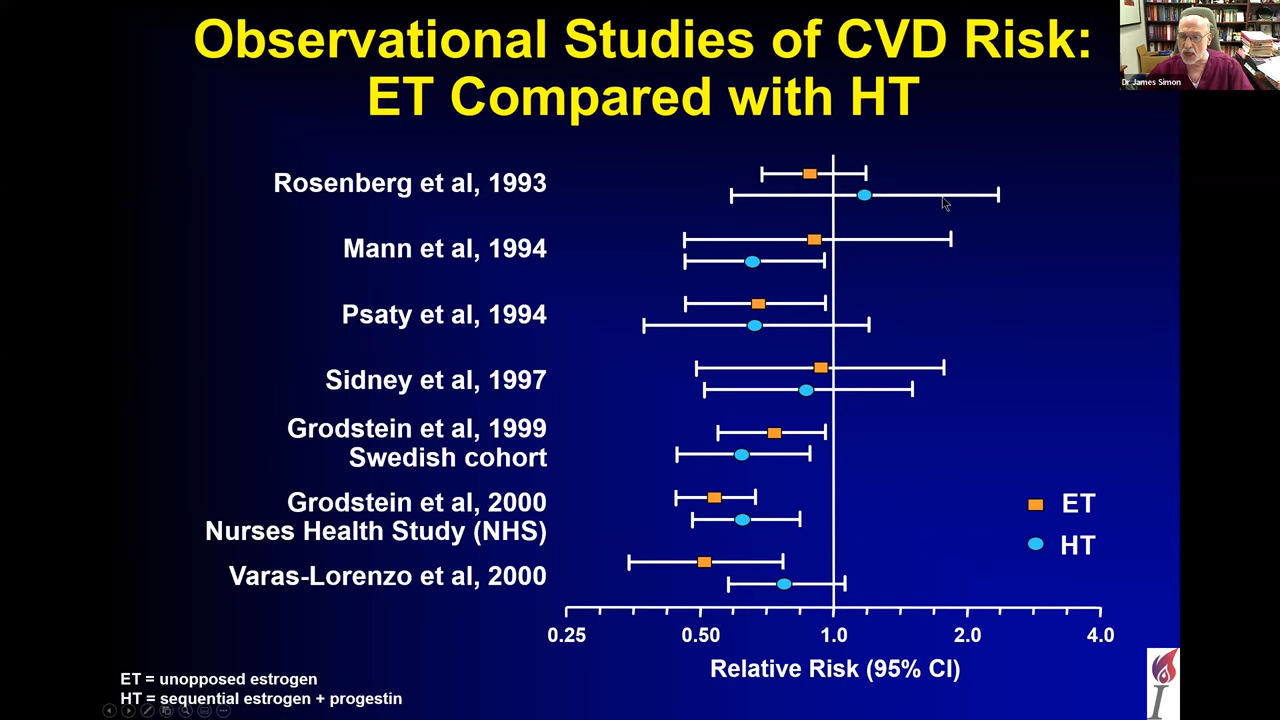 Observational Studies of CVD Risk:
ET Compared with HT
Dr James Simon
Rosenberg et al, 1993
Mann et al, 1994
Psaty et al, 1994
Sidney et al, 1997
Grodstein et al, 1999
Swedish cohort
Grodstein et al, 2000
Nurses Health Study (NHS)
Varas-Lorenzo et al, 2000
ET
HT
0.25 0.50 1.0 2.0 4.0
Relative Risk (95% CI)
ET = unopposed estrogen
HT = sequential estrogen + progestin